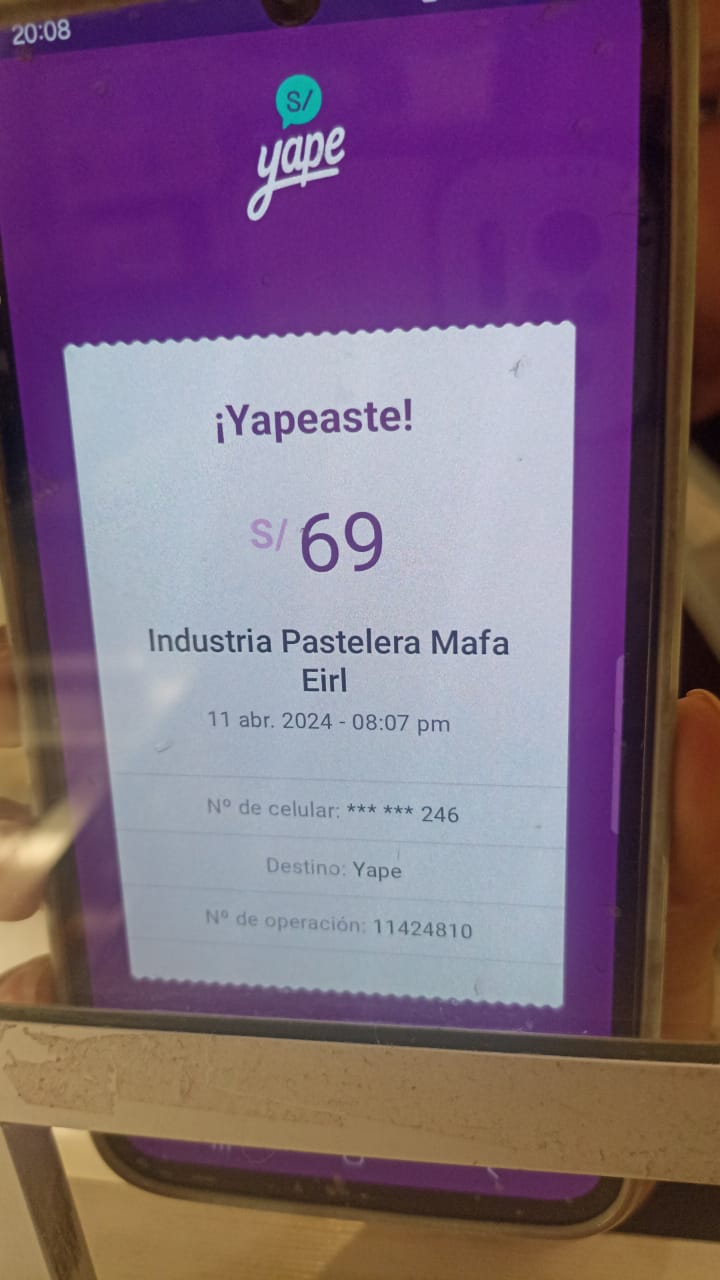 20:08
S/
yape
¡Yapeaste!
S/ 69
Industria Pastelera Mafa
Eirl
11 abr. 2024 - 08:07 pm
Nº de celular: *** *** 246
Destino: Yape
Nº de operación: 11424810